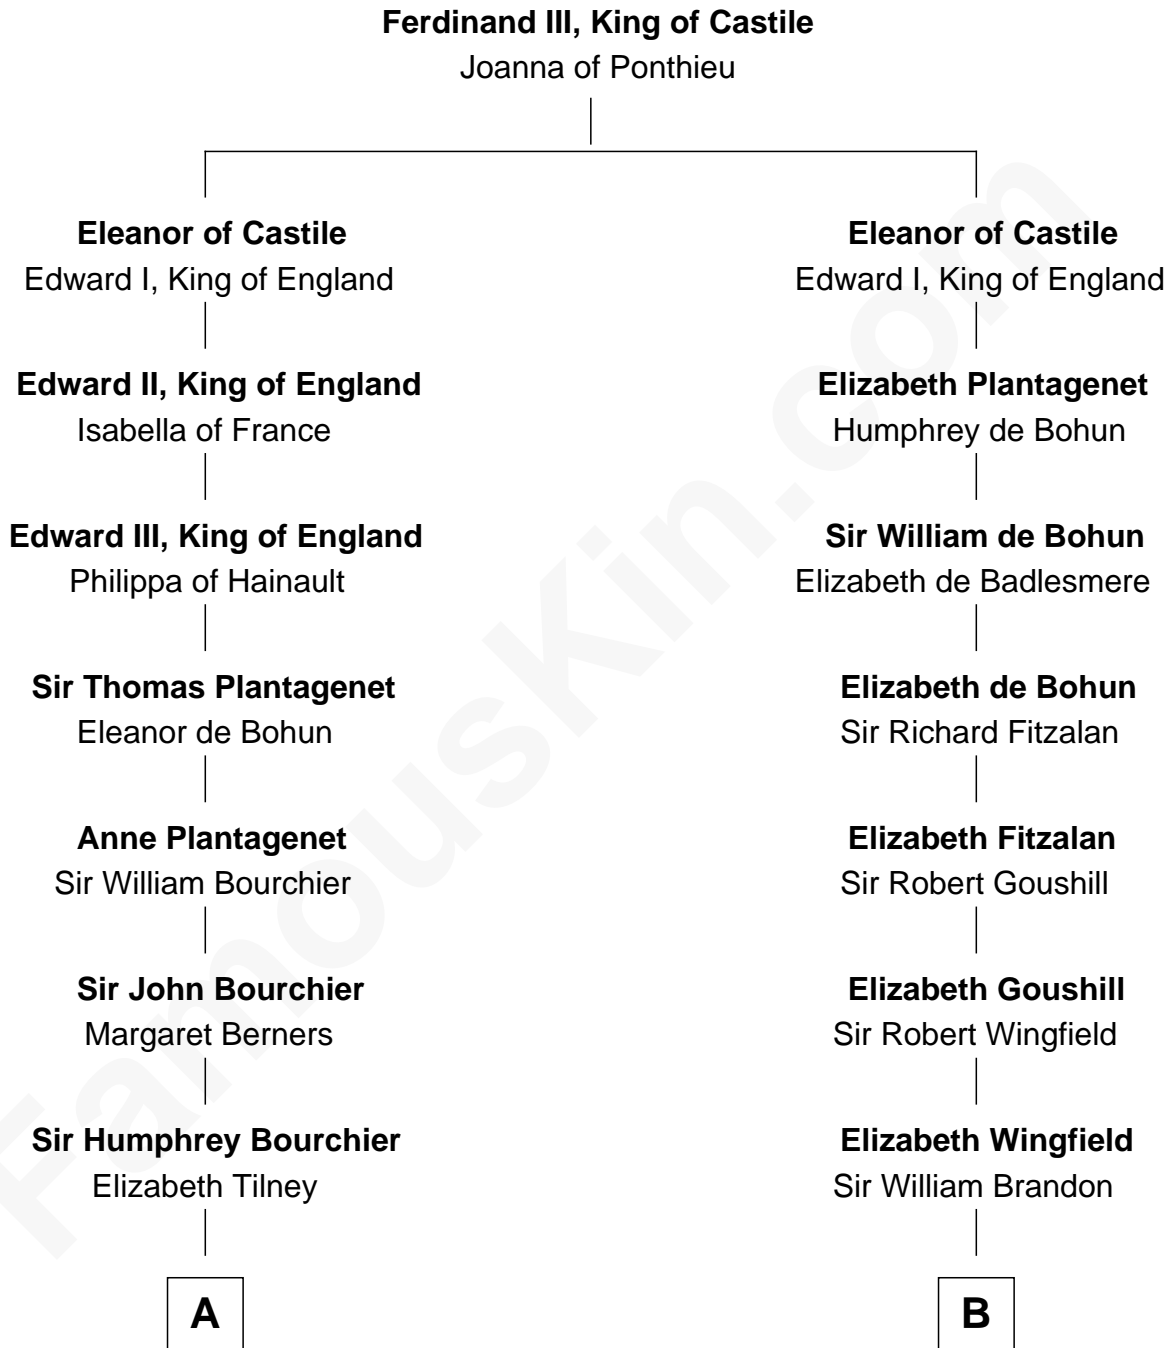 Ferdinand III, King of Castile
Joanna of Ponthieu
Eleanor of Castile
Edward I, King of England
Edward II, King of England
Isabella of France
Edward III, King of England
Philippa of Hainault
Sir Thomas Plantagenet
Eleanor de Bohun
Anne Plantagenet
Sir William Bourchier
Sir John Bourchier
Margaret Berners
Sir Humphrey Bourchier
Elizabeth Tilney
A
Eleanor of Castile
Edward I, King of England
Elizabeth Plantagenet
Humphrey de Bohun
Sir William de Bohun
Elizabeth de Badlesmere
Elizabeth de Bohun
Sir Richard Fitzalan
Elizabeth Fitzalan
Sir Robert Goushill
Elizabeth Goushill
Sir Robert Wingfield
Elizabeth Wingfield
Sir William Brandon
B
FamousKin.com